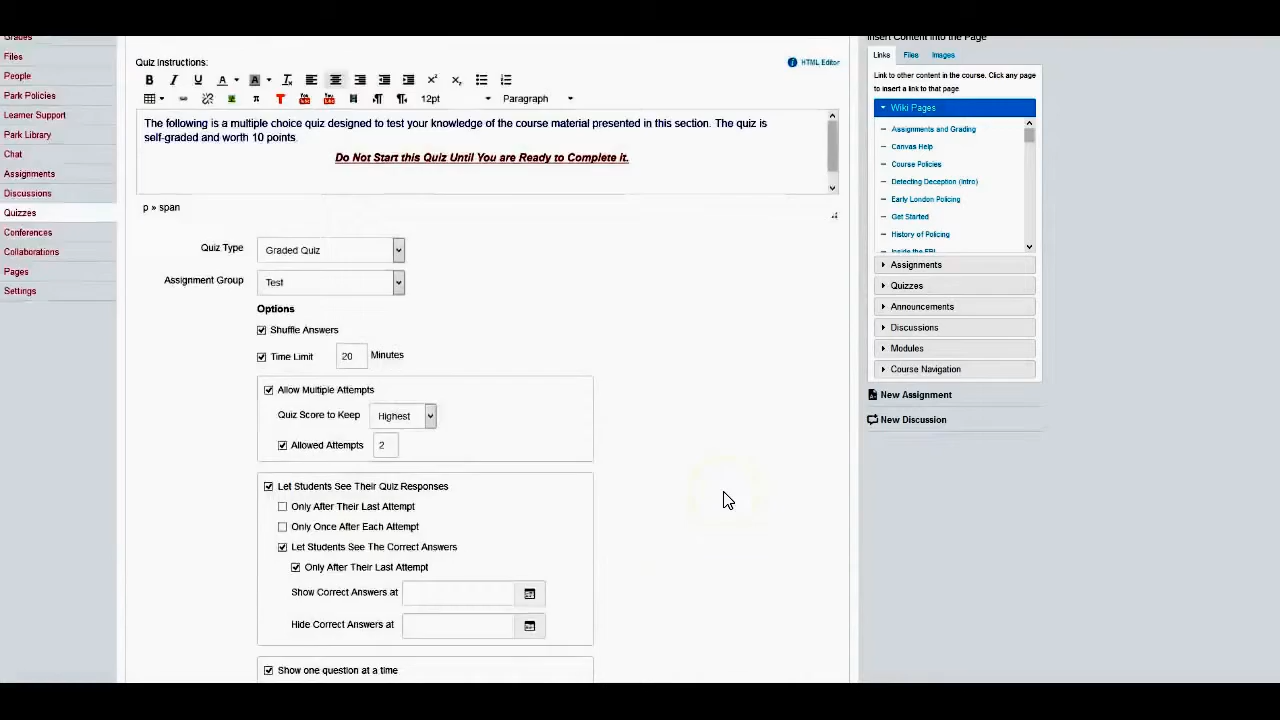 Grades
Files
People
Park Policies
Learner Support
Park Library
Chat
Assignments
Discussions
Quizzes
Conferences
Collaborations
Pages
Settings
Quiz Instructions:
HTML Editor
B I U A A
12pt Paragraph
The following is a multiple choice quiz designed to test your knowledge of the course material presented in this section. The quiz is
self-graded and worth 10 points.
Do Not Start this Quiz Until You are Ready to Complete it.
p » span
Quiz Type Graded Quiz
Assignment Group Test
Options
Shuffle Answers
Time Limit 20 Minutes
Allow Multiple Attempts
Quiz Score to Keep Highest
Allowed Attempts 2
Let Students See Their Quiz Responses
Only After Their Last Attempt
Only Once After Each Attempt
Let Students See The Correct Answers
Only After Their Last Attempt
Show Correct Answers at
Hide Correct Answers at
Show one question at a time
Insert Content into the Page
Links Files Images
Link to other content in the course. Click any page
to insert a link to that page.
Wiki Pages
Assignments and Grading
Canvas Help
Course Policies
Detecting Deception (Intro)
Early London Policing
Get Started
History of Policing
Inside the FBI
Assignments
Quizzes
Announcements
Discussions
Modules
Course Navigation
New Assignment
New Discussion